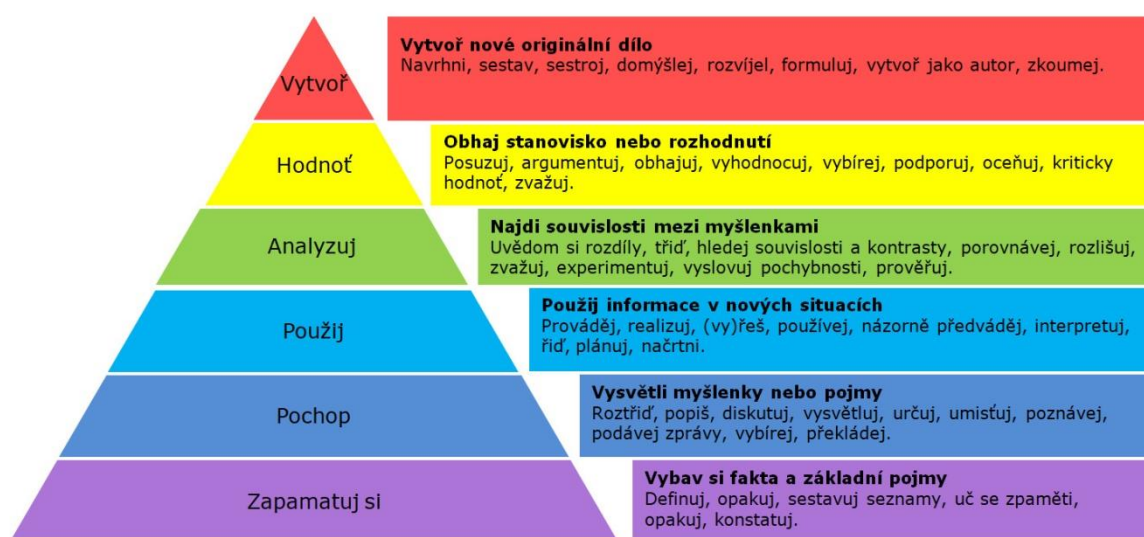 Vytvoř
Vytvoř nové originální dílo
Navrhni, sestav, sestroj, domýšlej, rozvíjel, formuluj, vytvoř jako autor, zkoumej.
Hodnoť
Obhaj stanovisko nebo rozhodnutí
Posuzuj, argumentuj, obhajuj, vyhodnocuj, vybírej, podporuj, oceňuj, kriticky
hodnoť, zvažuj.
Analyzuj
Najdi souvislosti mezi myšlenkami
Uvědom si rozdíly, třiď, hledej souvislosti a kontrasty, porovnávej, rozlišuj,
zvažuj, experimentuj, vyslovuj pochybnosti, prověřuj.
Použij
Použij informace v nových situacích
Prováděj, realizuj, (vy)řeš, používej, názorně předváděj, interpretuj,
řiď, plánuj, načrtni.
Pochop
Vysvětli myšlenky nebo pojmy
Roztřiď, popiš, diskutuj, vysvětluj, určuj, umisťuj, poznávej,
podávej zprávy, vybírej, překládej.
Zapamatuj si
Vybav si fakta a základní pojmy
Definuj, opakuj, sestavuj seznamy, uč se zpaměti,
opakuj, konstatuj.